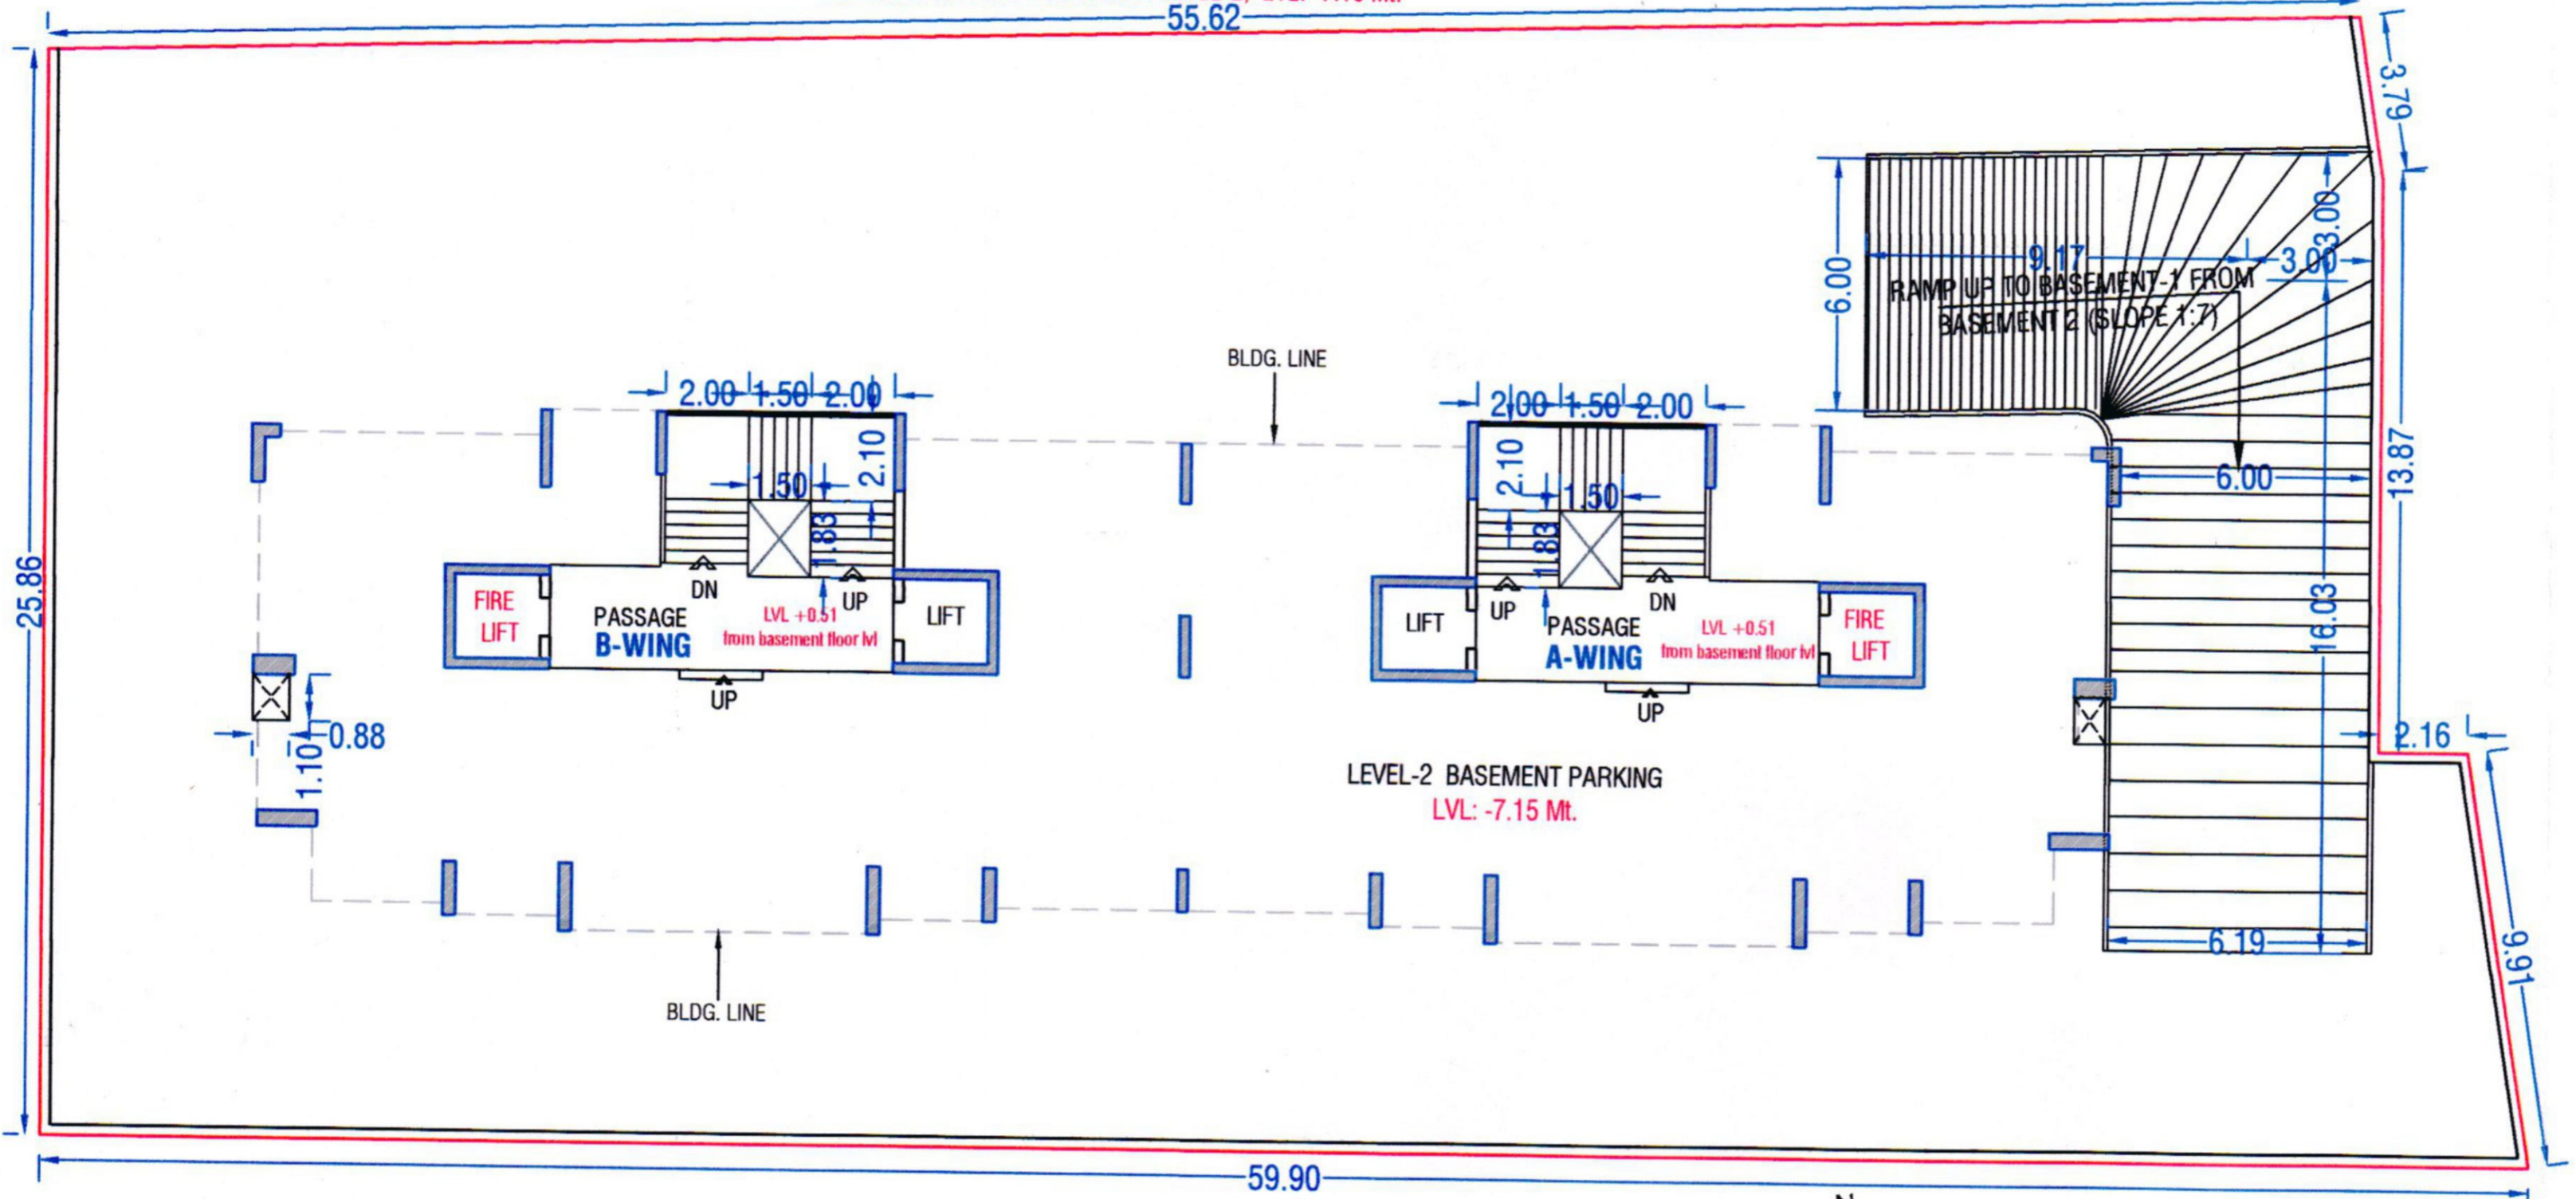 55.62
3.79
3.00
9.17
3.00
6.00
RAMP UP TO BASEMENT-1 FROM
BASEMENT 2 (SLOPE 1:7)
BLDG. LINE
2.00 1.50 2.00
2.00 1.50 2.00
2.10
2.10
1.50
1.50
6.00
13.87
1.83
1.83
25.86
DN
UP
UP
DN
FIRE
LIFT
PASSAGE
B-WING
LVL +0.51
from basement floor lvl
LIFT
LIFT
PASSAGE
A-WING
LVL +0.51
from basement floor lvl
FIRE
LIFT
16.03
UP
UP
0.88
1.10
2.16
LEVEL-2 BASEMENT PARKING
LVL: -7.15 Mt.
6.19
9.91
BLDG. LINE
59.90